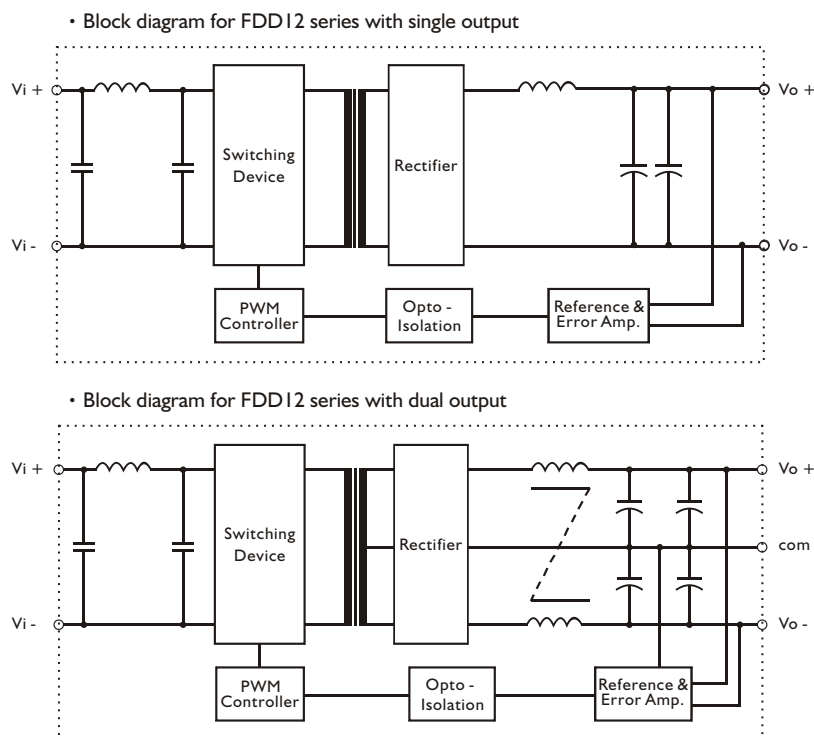 • Block diagram for FDD12 series with single output
Vi +
Vo +
Switching
Device
Rectifier
Vi -
Vo -
PWM
Controller
Opto -
Isolation
Reference &
Error Amp.
• Block diagram for FDD12 series with dual output
Vi +
Vo +
Switching
Device
Rectifier
com
Vi -
Vo -
PWM
Controller
Opto -
Isolation
Reference &
Error Amp.